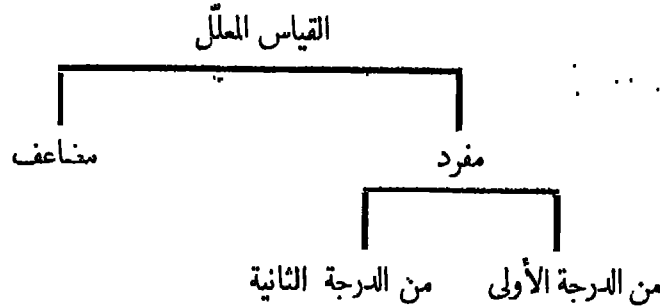 القياس المعلّل
مفرد
مضاعف
من الدرجة الأولى
من الدرجة الثانية